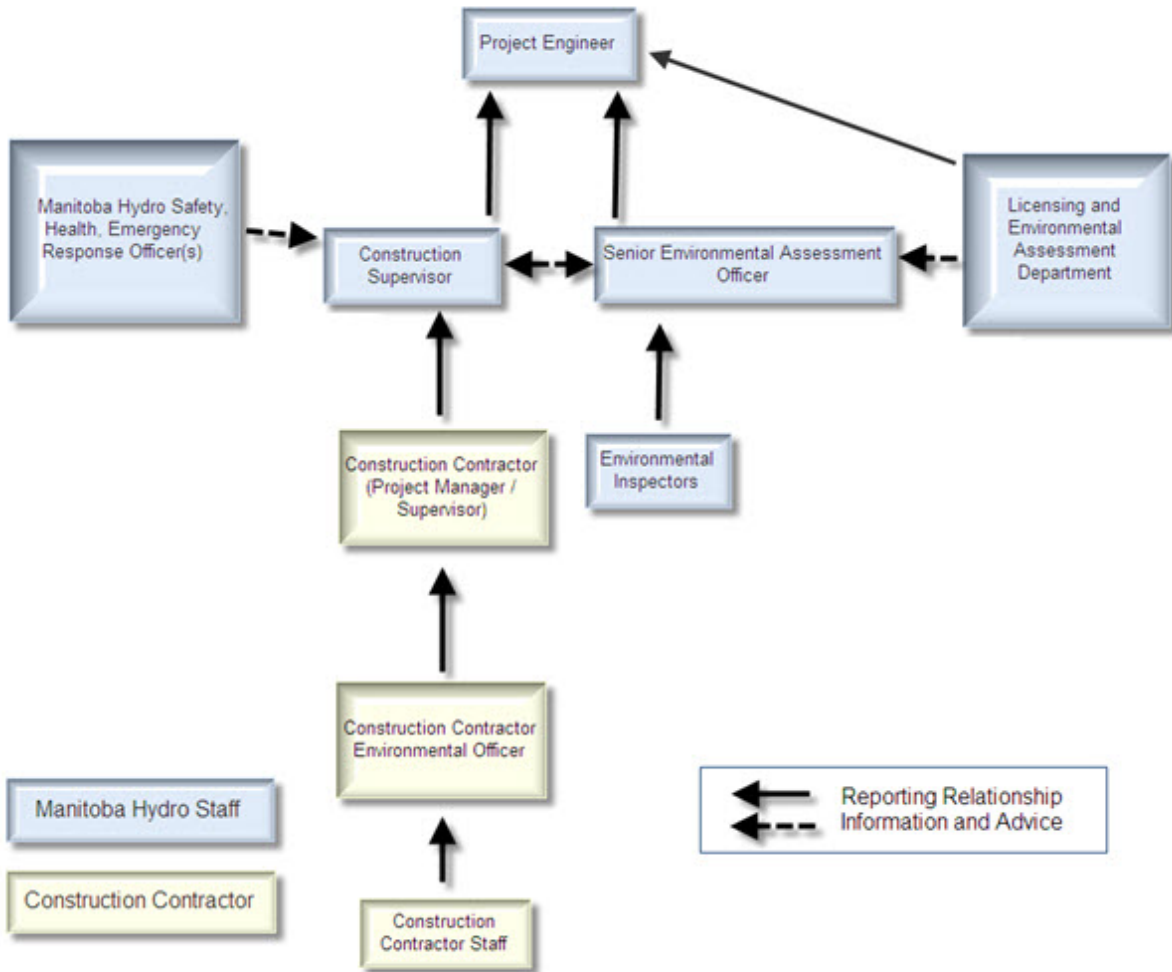 Project Engineer
Manitoba Hydro Safety,
Health, Emergency
Response Officer(s)
Construction
Supervisor
Senior Environmental Assessment
Officer
Licensing and
Environmental
Assessment
Department
Construction Contractor
(Project Manager /
Supervisor)
Environmental
Inspectors
Construction Contractor
Environmental Officer
Construction
Contractor Staff
Manitoba Hydro Staff
Construction Contractor
Reporting Relationship
Information and Advice